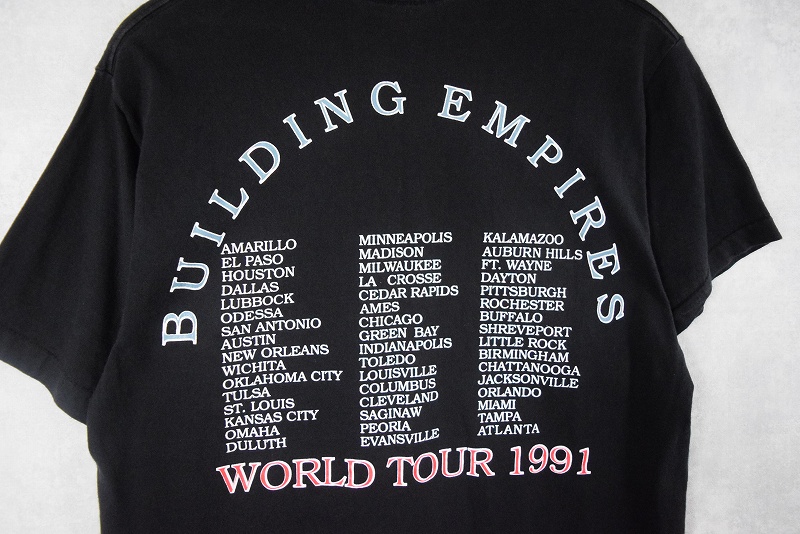 BUILDING EMPIRES
AMARILLO
EL PASO
HOUSTON
DALLAS
LUBBOCK
ODESSA
SAN ANTONIO
AUSTIN
NEW ORLEANS
WICHITA
OKLAHOMA CITY
TULSA
ST. LOUIS
KANSAS CITY
OMAHA
DULUTH
MINNEAPOLIS
MADISON
MILWAUKEE
LA CROSSE
CEDAR RAPIDS
AMES
CHICAGO
GREEN BAY
INDIANAPOLIS
TOLEDO
LOUISVILLE
COLUMBUS
CLEVELAND
SAGINAW
PEORIA
EVANSVILLE
KALAMAZOO
AUBURN HILLS
FT. WAYNE
DAYTON
PITTSBURGH
ROCHESTER
BUFFALO
SHREVEPORT
LITTLE ROCK
BIRMINGHAM
CHATTANOOGA
JACKSONVILLE
ORLANDO
MIAMI
TAMPA
ATLANTA
WORLD TOUR 1991